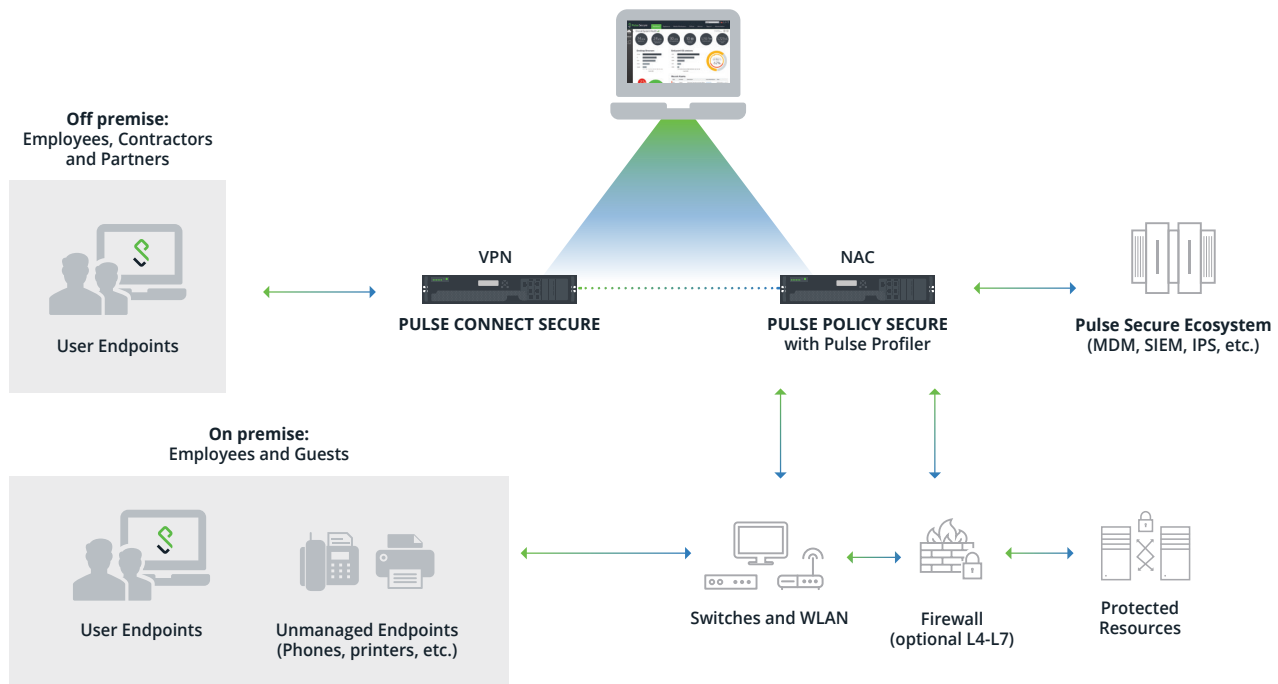 Off premise:
Employees, Contractors
and Partners
User Endpoints
VPN
PULSE CONNECT SECURE
NAC
PULSE POLICY SECURE
with Pulse Profiler
Pulse Secure Ecosystem
(MDM, SIEM, IPS, etc.)
On premise:
Employees and Guests
User Endpoints
Unmanaged Endpoints
(Phones, printers, etc.)
Switches and WLAN
Firewall
(optional L4-L7)
Protected
Resources